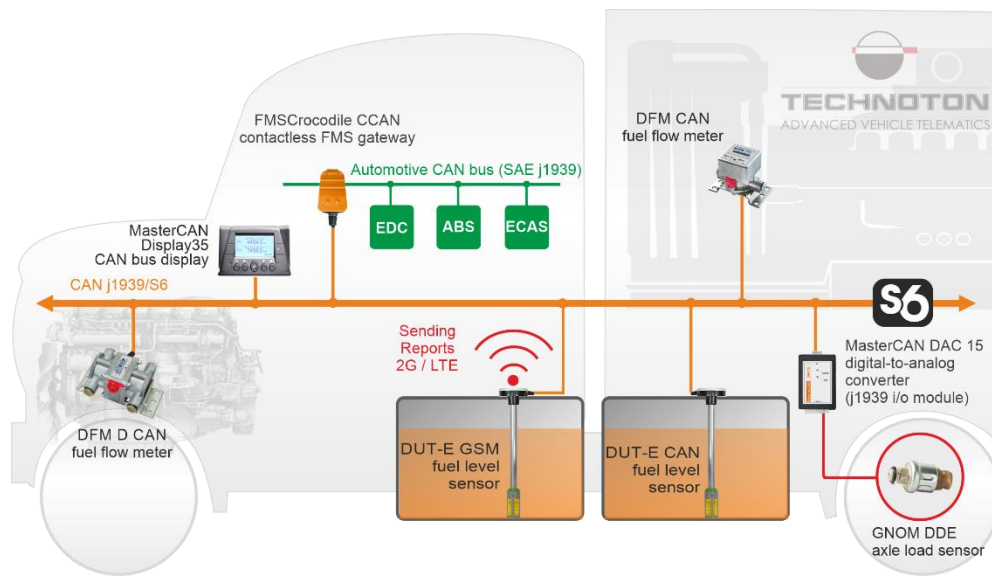 TECHNOTON
ADVANCED VEHICLE TELEMATICS
FMSCrocodile CCAN
contactless FMS gateway
DFM CAN
fuel flow meter
Automotive CAN bus (SAE j1939)
EDC
ABS
ECAS
MasterCAN
Display35
CAN bus display
CAN j1939/S6
S6
Sending
Reports
2G / LTE
MasterCAN DAC 15
digital-to-analog
converter
(j1939 i/o module)
DFM D CAN
fuel flow meter
DUT-E GSM
fuel level
sensor
DUT-E CAN
fuel level
sensor
GNOM DDE
axle load sensor